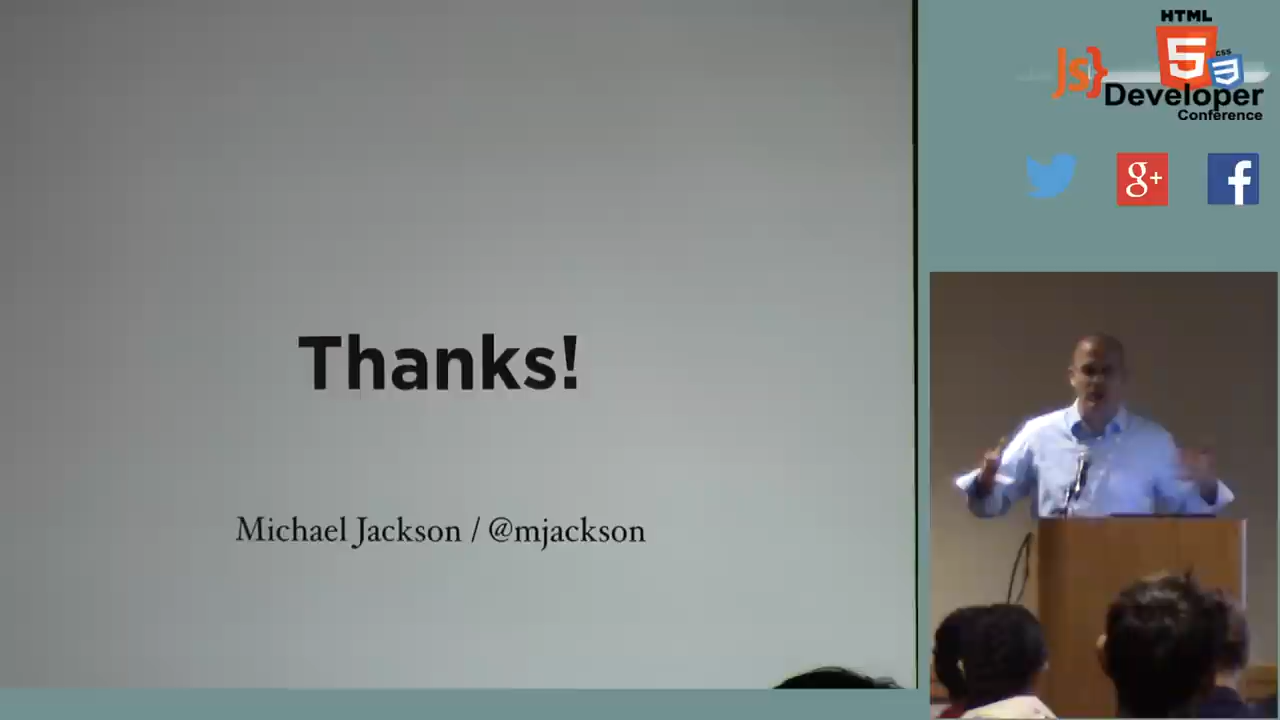 Thanks!
Michael Jackson / @mjackson
HTML
JS}
5
CSS
3
Developer
Conference
g+
f